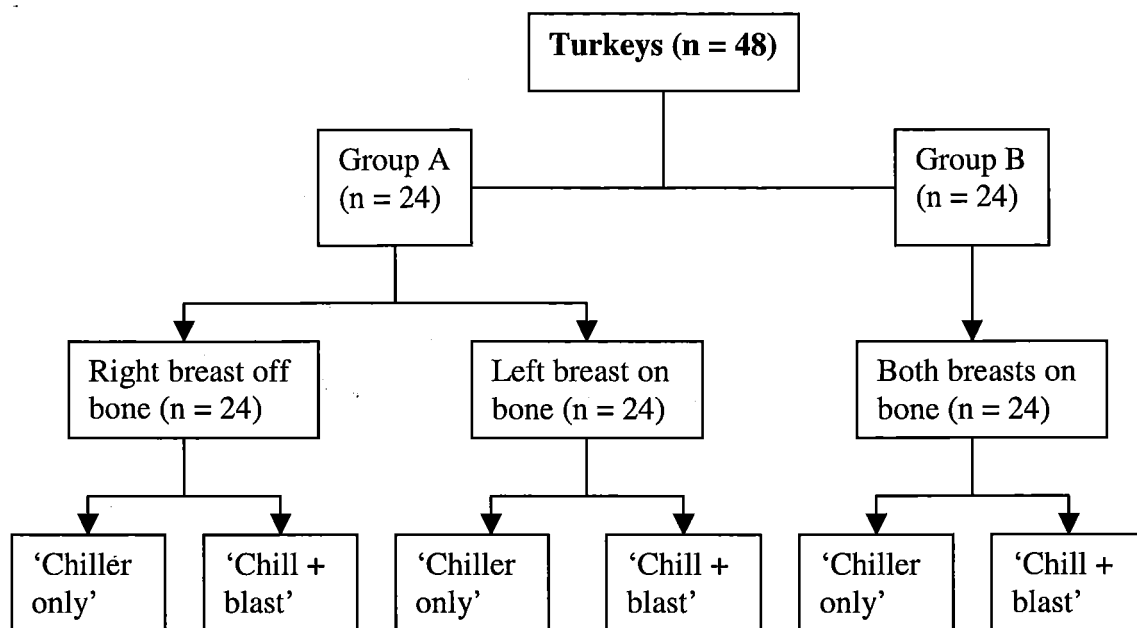 Turkeys (n = 48)
Group A
(n = 24)
Group B
(n = 24)
Right breast off
bone (n = 24)
Left breast on
bone (n = 24)
Both breasts on
bone (n = 24)
‘Chiller
only’
‘Chill +
blast’
‘Chiller
only’
‘Chill +
blast’
‘Chiller
only’
‘Chill +
blast’